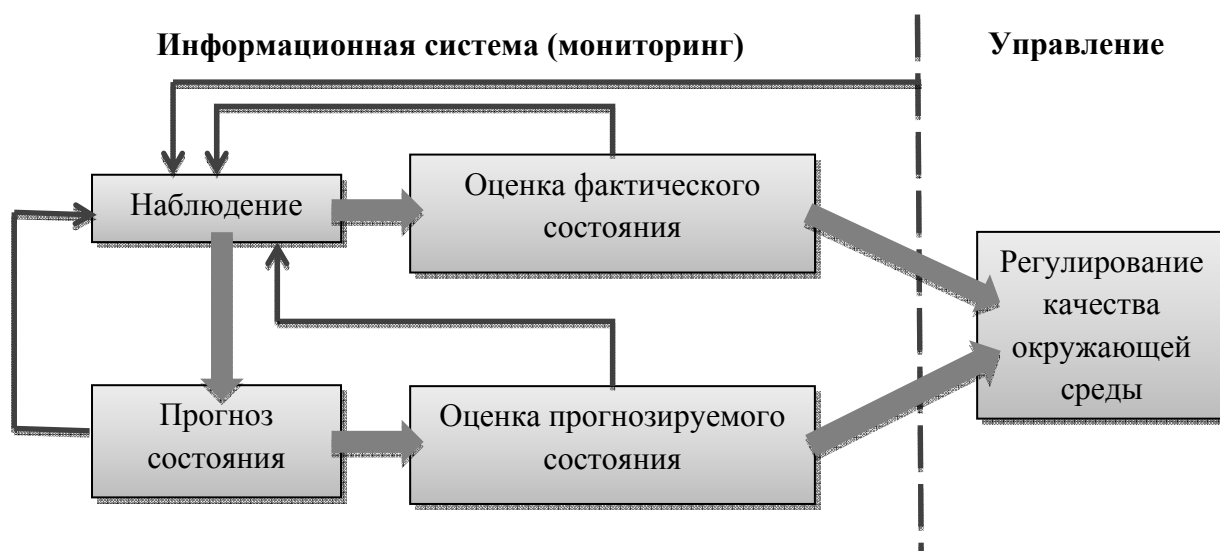 Информационная система (мониторинг)
Управление
Наблюдение
Оценка фактического
состояния
Регулирование
качества
окружающей
среды
Прогноз
состояния
Оценка прогнозируемого
состояния